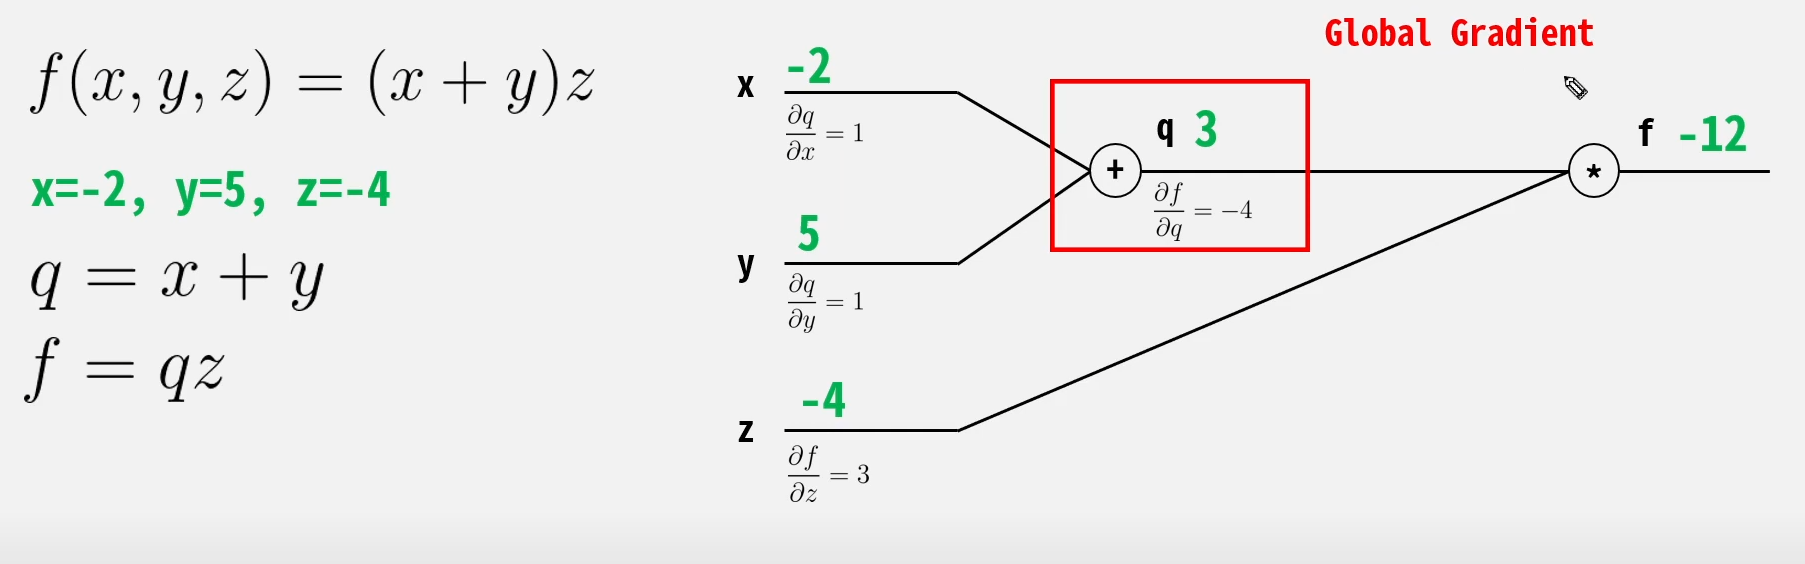 f(x, y, z) = (x + y)z
x=-2, y=5, z=-4
q = x + y
f = qz
Global Gradient
x -2
∂q/∂x = 1
+
q 3
∂f/∂q = −4
*
f -12
y 5
∂q/∂y = 1
z -4
∂f/∂z = 3